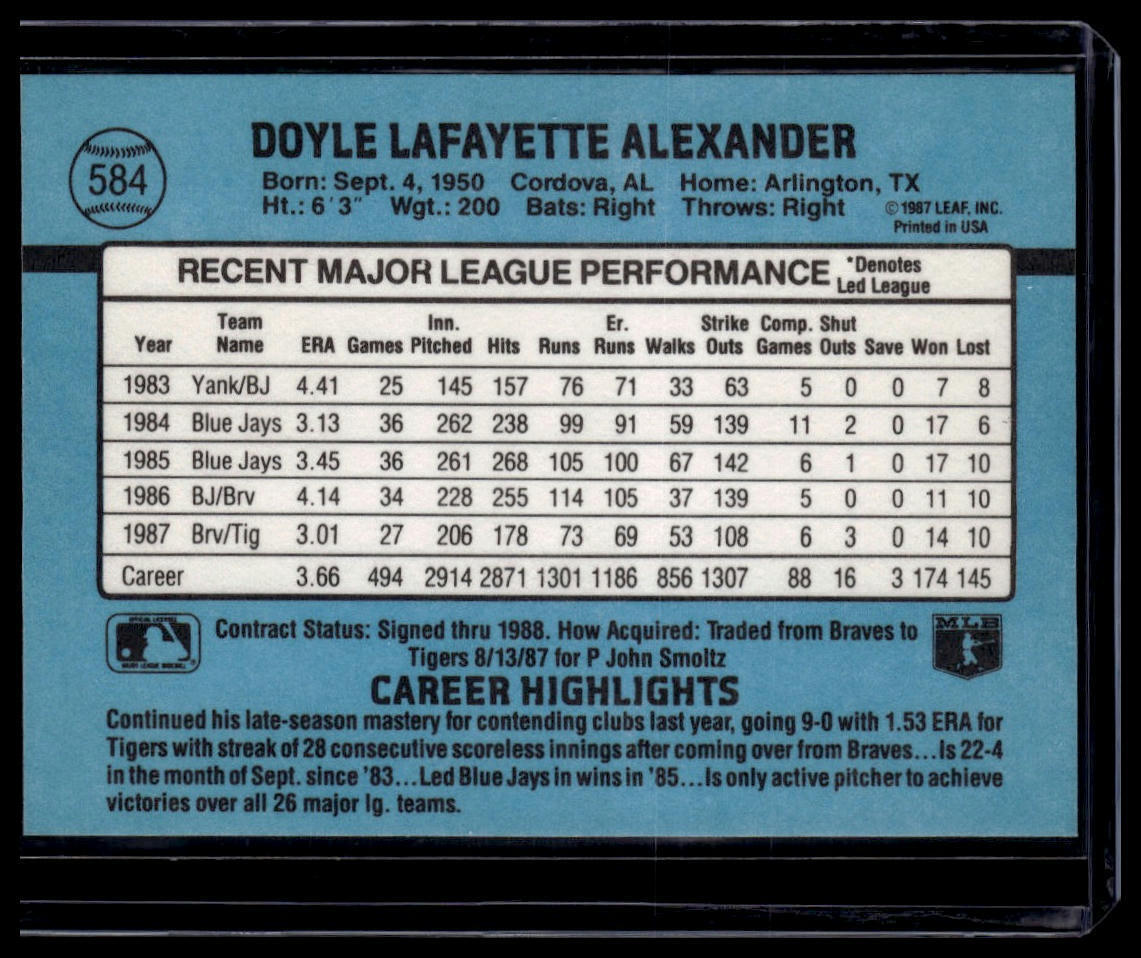 584
DOYLE LAFAYETTE ALEXANDER
Born: Sept. 4, 1950 Cordova, AL Home: Arlington, TX
Ht.: 6'3" Wgt.: 200 Bats: Right Throws: Right
©1987 LEAF, INC.
Printed in USA
RECENT MAJOR LEAGUE PERFORMANCE *Denotes Led League
Year Team Name ERA Games Inn. Pitched Hits Runs Er. Runs Walks Strike Outs Comp. Games Shut Outs Save Won Lost
1983 Yank/BJ 4.41 25 145 157 76 71 33 63 5 0 0 7 8
1984 Blue Jays 3.13 36 262 238 99 91 59 139 11 2 0 17 6
1985 Blue Jays 3.45 36 261 268 105 100 67 142 6 1 0 17 10
1986 BJ/Brv 4.14 34 228 255 114 105 37 139 5 0 0 11 10
1987 Brv/Tig 3.01 27 206 178 73 69 53 108 6 3 0 14 10
Career 3.66 494 2914 2871 1301 1186 856 1307 88 16 3 174 145
Contract Status: Signed thru 1988. How Acquired: Traded from Braves to
Tigers 8/13/87 for P John Smoltz
MLB
CAREER HIGHLIGHTS
Continued his late-season mastery for contending clubs last year, going 9-0 with 1.53 ERA for
Tigers with streak of 28 consecutive scoreless innings after coming over from Braves...Is 22-4
in the month of Sept. since '83...Led Blue Jays in wins in '85...Is only active pitcher to achieve
victories over all 26 major lg. teams.